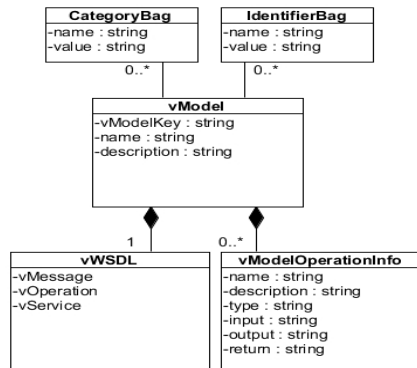 CategoryBag
-name : string
-value : string
IdentifierBag
-name : string
-value : string
0..*
0..*
vModel
-vModelKey : string
-name : string
-description : string
1
0..*
vWSDL
-vMessage
-vOperation
-vService
vModelOperationInfo
-name : string
-description : string
-type : string
-input : string
-output : string
-return : string